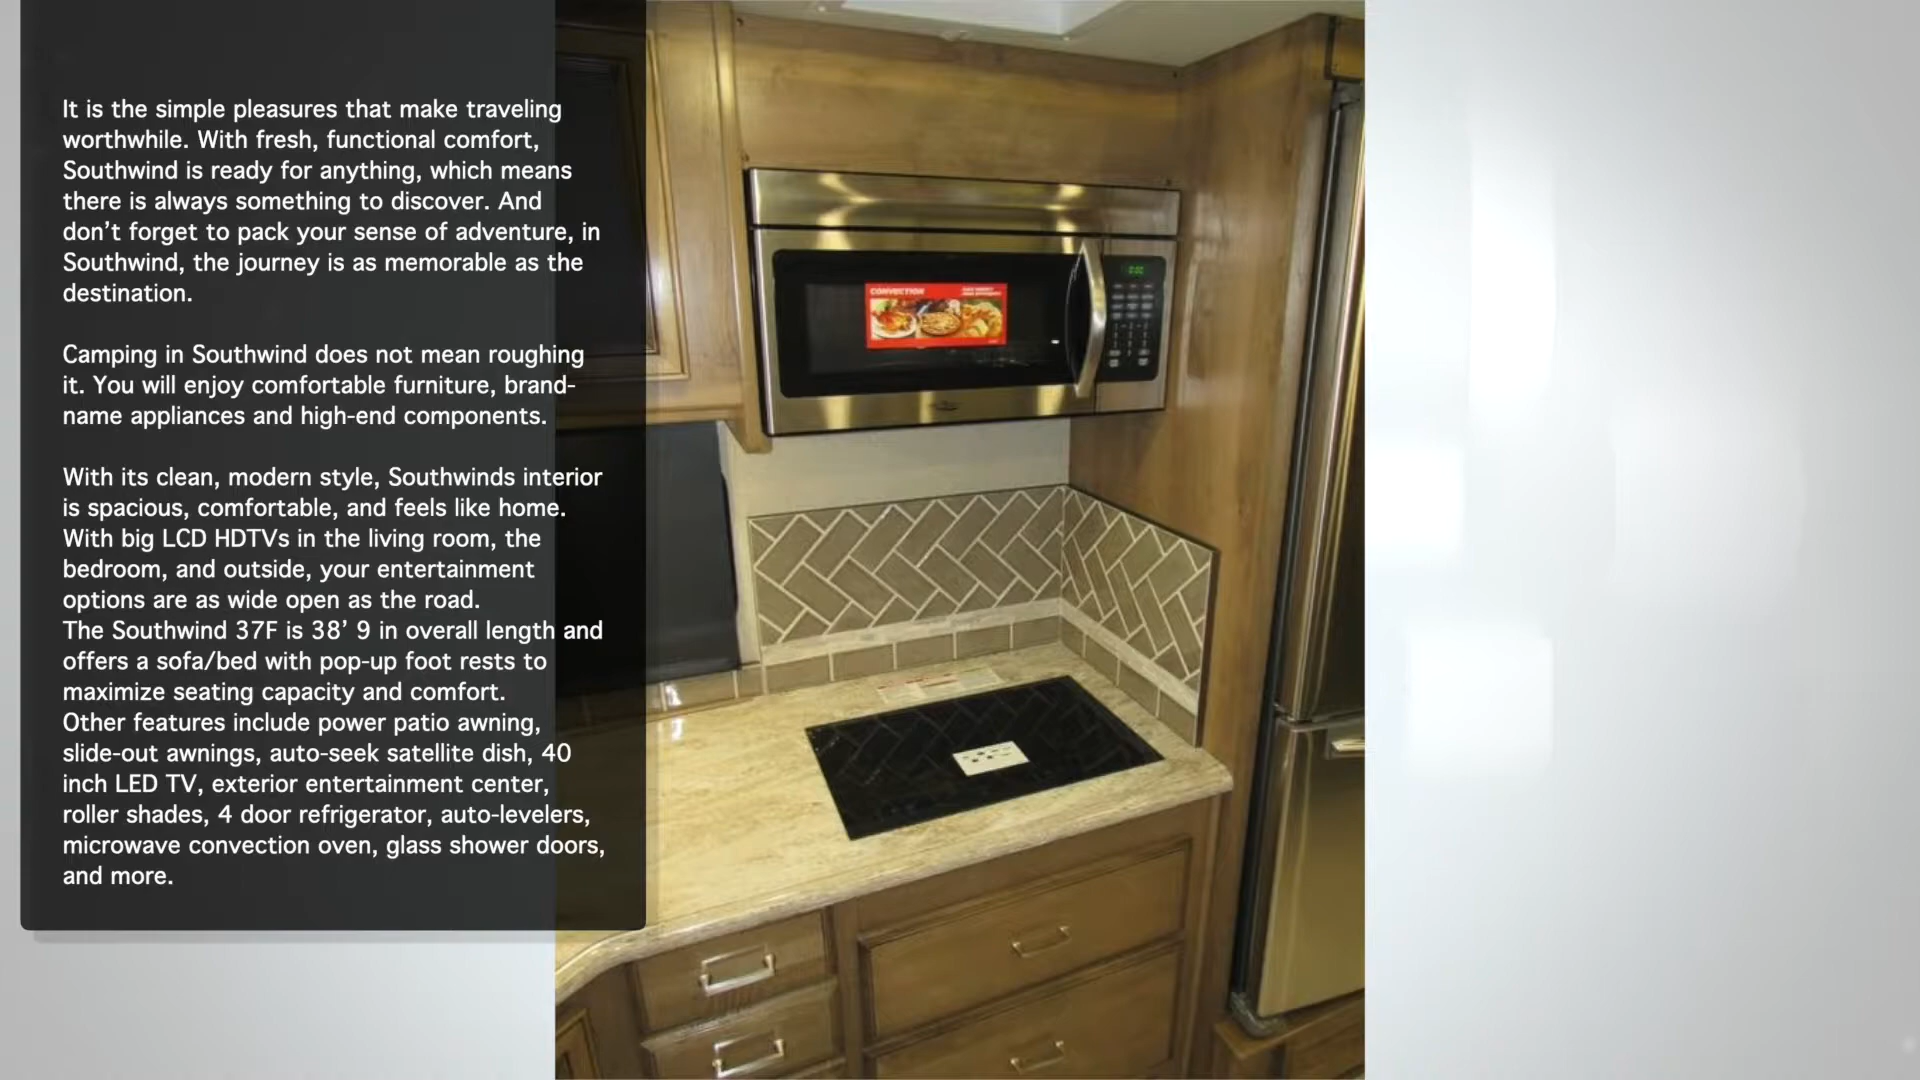 It is the simple pleasures that make traveling
worthwhile. With fresh, functional comfort,
Southwind is ready for anything, which means
there is always something to discover. And
don’t forget to pack your sense of adventure, in
Southwind, the journey is as memorable as the
destination.
Camping in Southwind does not mean roughing
it. You will enjoy comfortable furniture, brand-
name appliances and high-end components.
With its clean, modern style, Southwinds interior
is spacious, comfortable, and feels like home.
With big LCD HDTVs in the living room, the
bedroom, and outside, your entertainment
options are as wide open as the road.
The Southwind 37F is 38’ 9 in overall length and
offers a sofa/bed with pop-up foot rests to
maximize seating capacity and comfort.
Other features include power patio awning,
slide-out awnings, auto-seek satellite dish, 40
inch LED TV, exterior entertainment center,
roller shades, 4 door refrigerator, auto-levelers,
microwave convection oven, glass shower doors,
and more.
CONVECTION